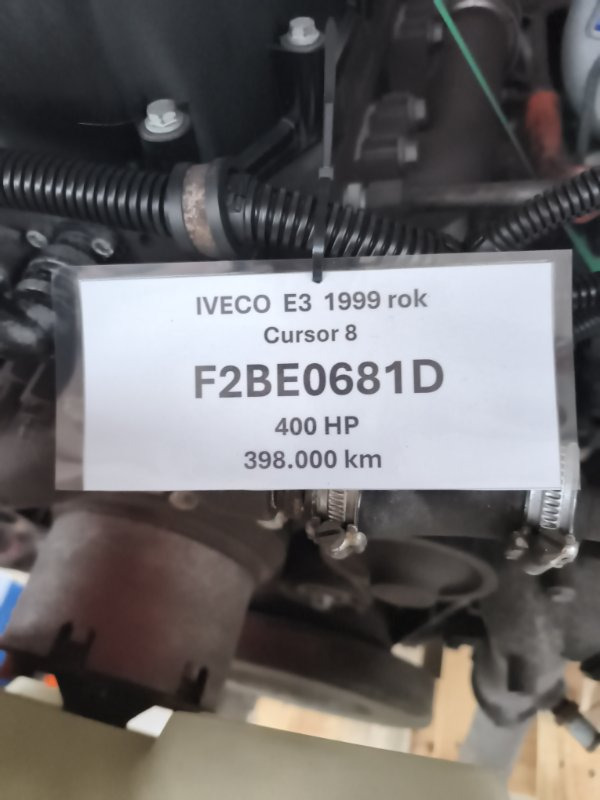 IVECO E3 1999 rok
Cursor 8
F2BE0681D
400 HP
398.000 km